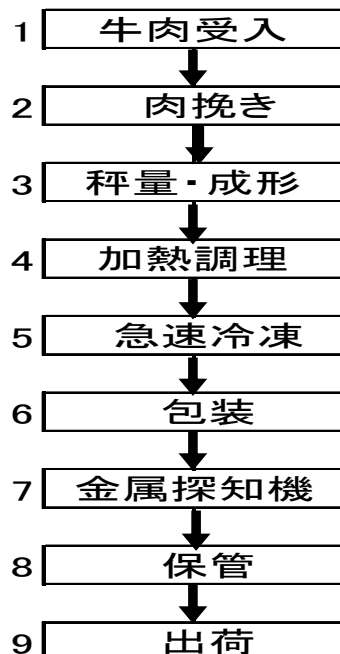 1 牛肉受入
2 肉挽き
3 秤量・成形
4 加熱調理
5 急速冷凍
6 包装
7 金属探知機
8 保管
9 出荷